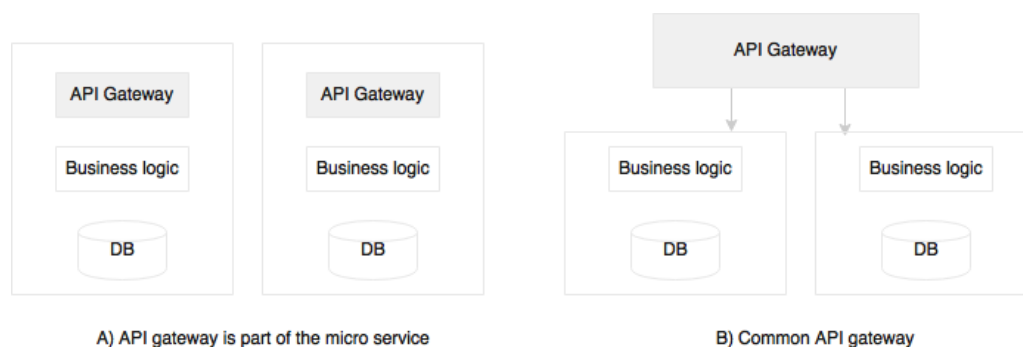 API Gateway
Business logic
DB
API Gateway
Business logic
DB
A) API gateway is part of the micro service
API Gateway
Business logic
DB
Business logic
DB
B) Common API gateway